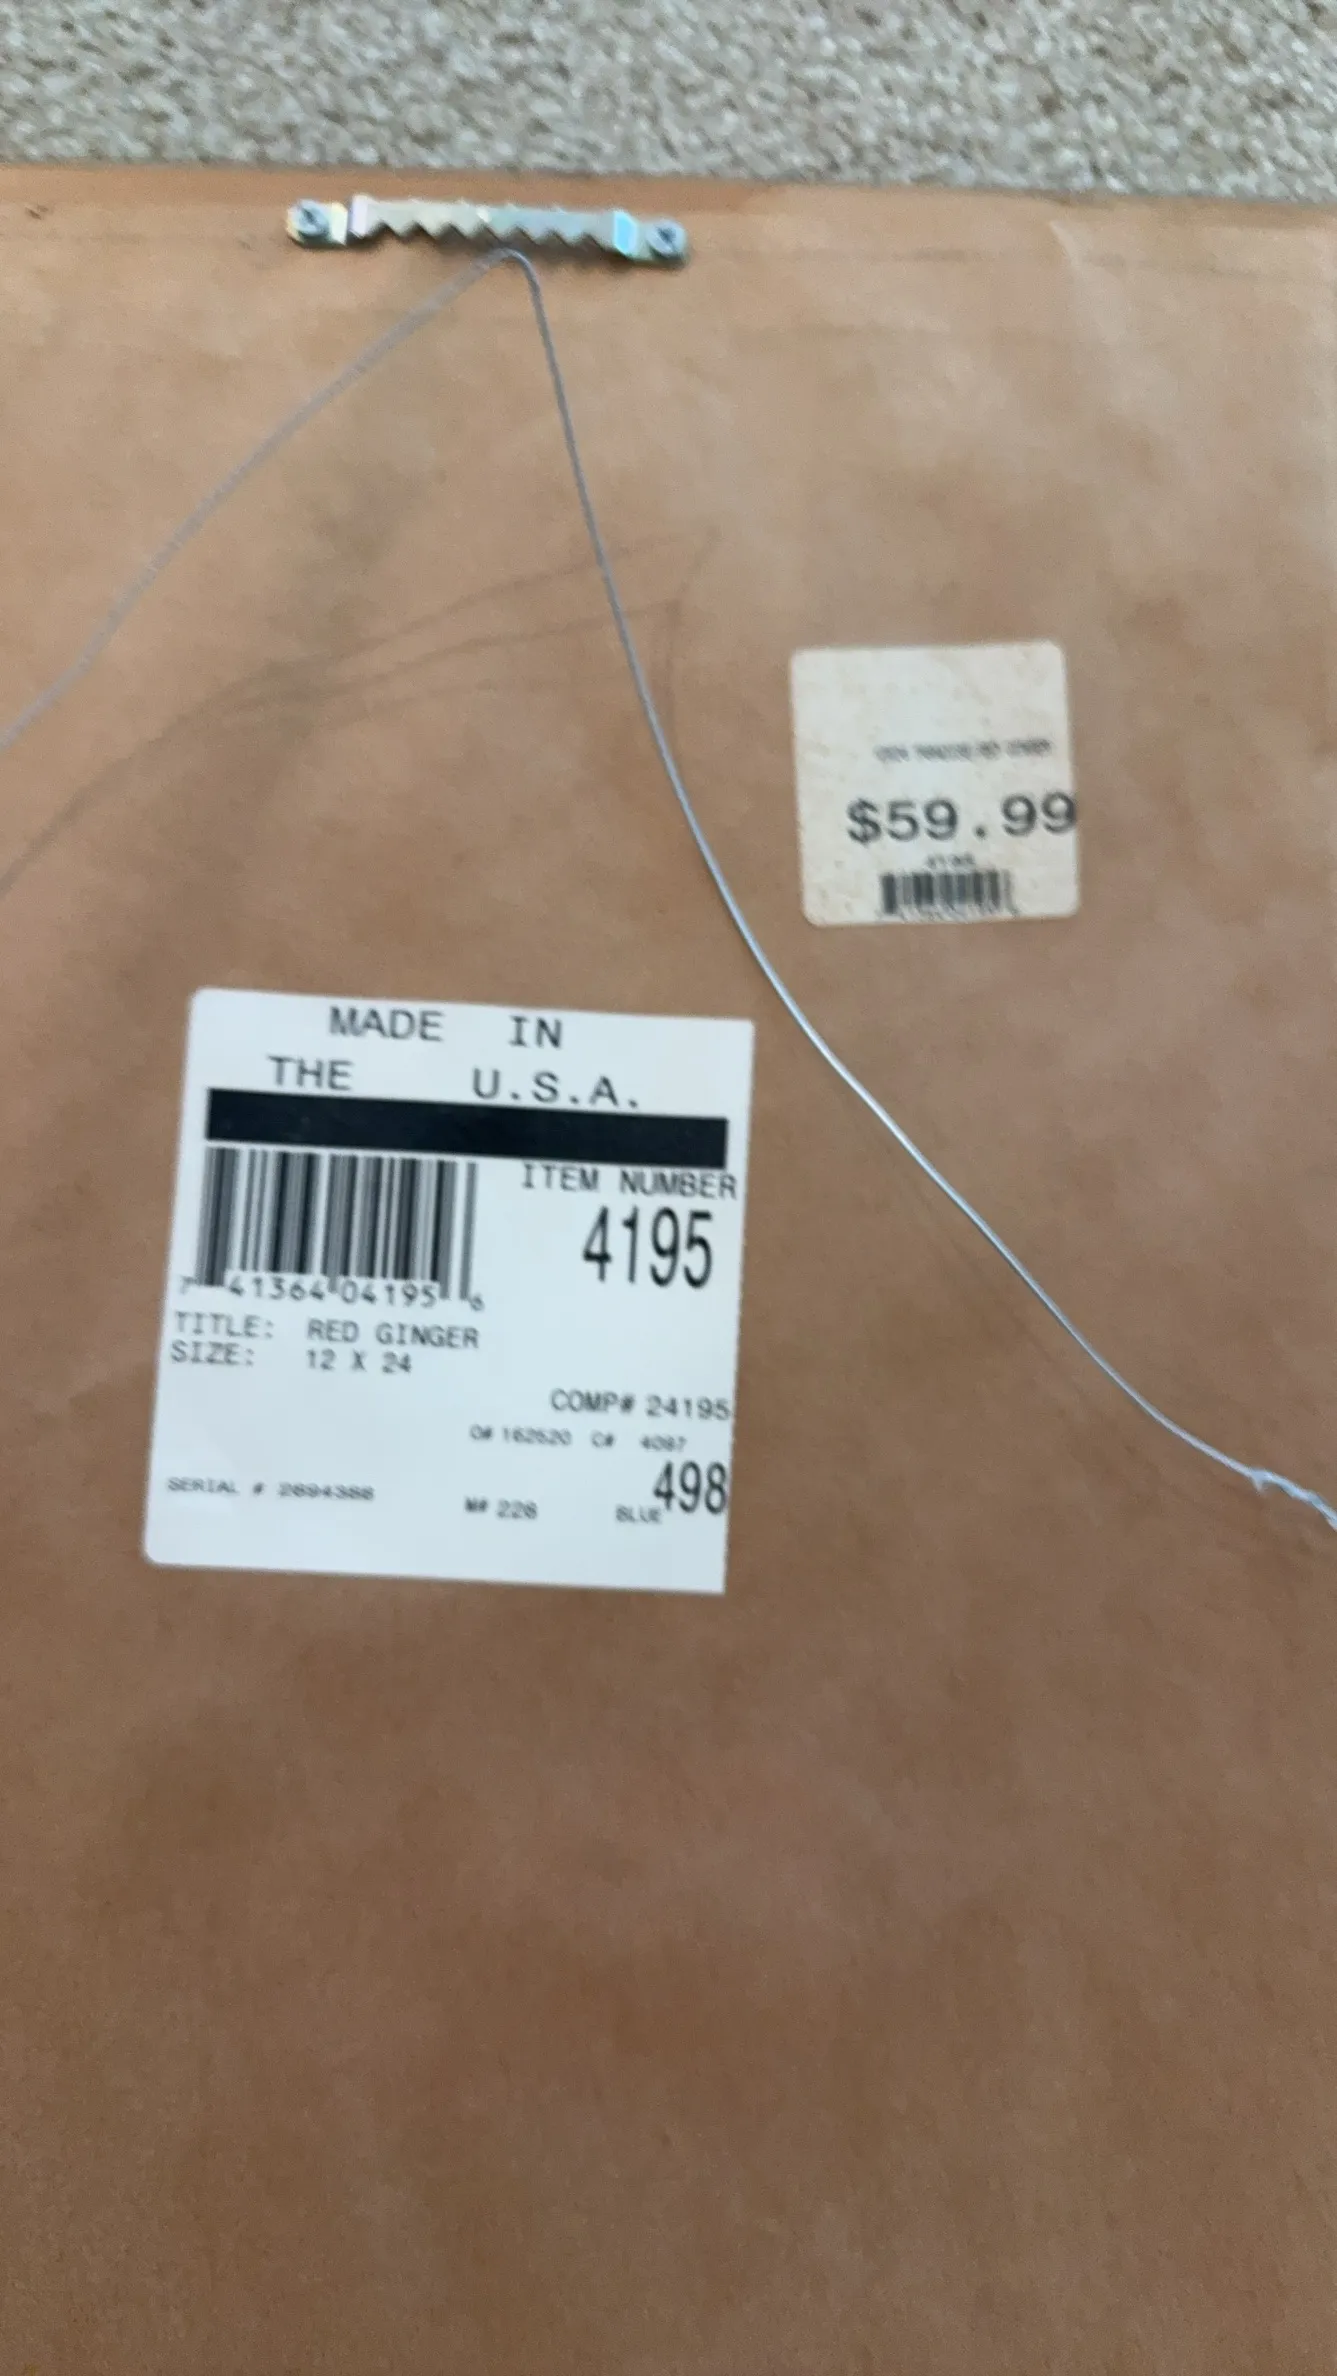 $59.99
MADE IN
THE U.S.A.
ITEM NUMBER
4195
7 41364 04195 6
TITLE: RED GINGER
SIZE: 12 X 24
COMP# 24195
O# 162520 C# 4087
498
SERIAL # 2694388
M# 226 BLUE